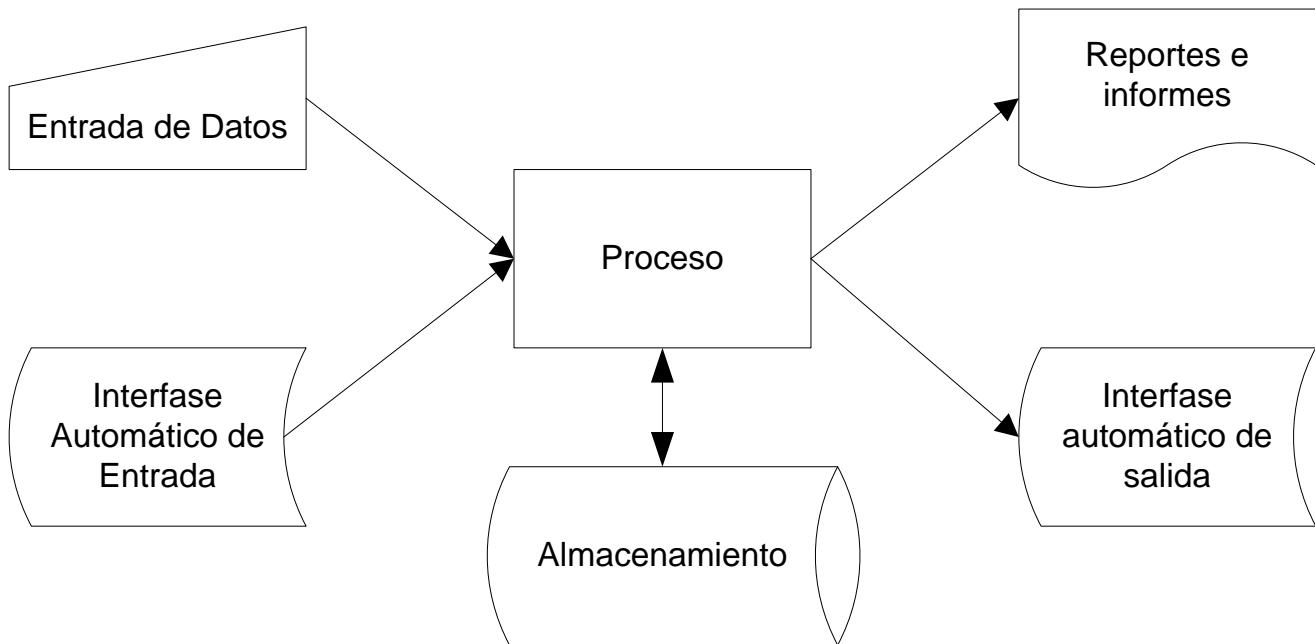 Entrada de Datos
Reportes e
informes
Proceso
Interfase
Automático de
Entrada
Interfase
automático de
salida
Almacenamiento